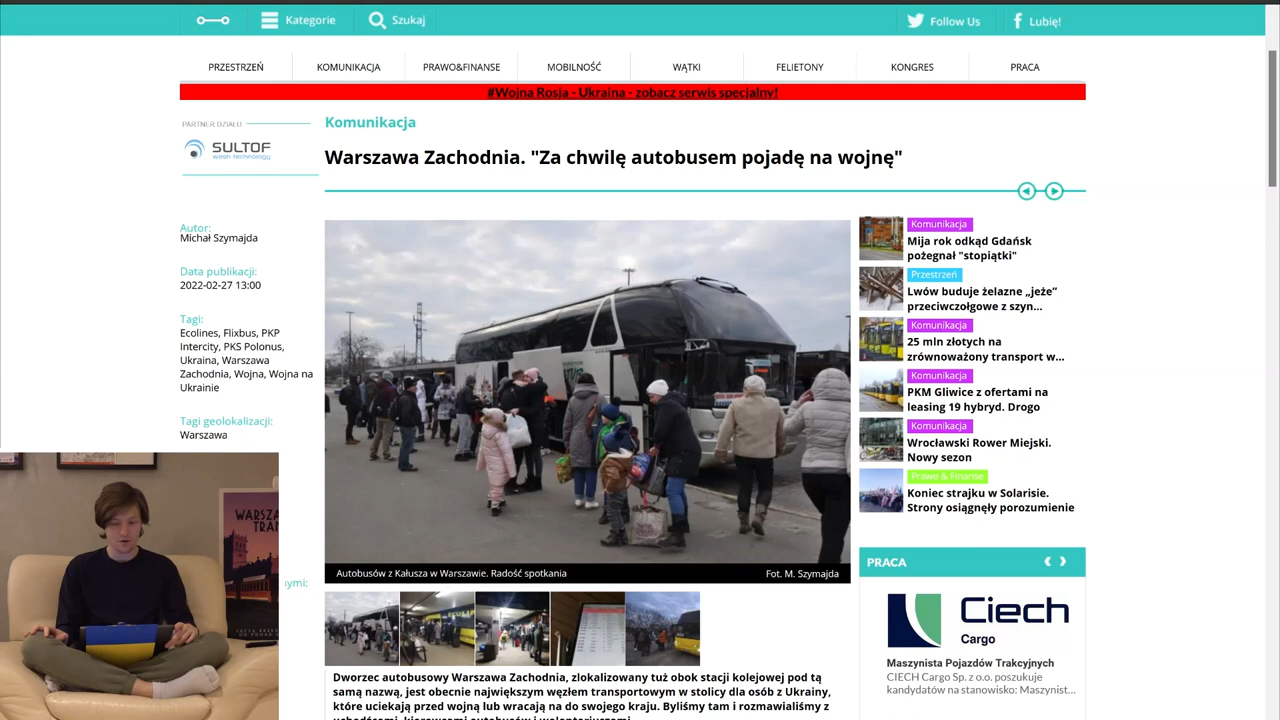 Kategorie
Szukaj
Follow Us
Lubię!
PRZESTRZEŃ
KOMUNIKACJA
PRAWO&FINANSE
MOBILNOŚĆ
WĄTKI
FELIETONY
KONGRES
PRACA
#Wojna Rosja - Ukraina - zobacz serwis specjalny!
PARTNER DZIAŁU
SULTOF
wash technology
Komunikacja
Warszawa Zachodnia. "Za chwilę autobusem pojadę na wojnę"
Autor:
Michał Szymajda
Data publikacji:
2022-02-27 13:00
Tagi:
Ecolines, Flixbus, PKP
Intercity, PKS Polonus,
Ukraina, Warszawa
Zachodnia, Wojna, Wojna na
Ukrainie
Tagi geolokalizacji:
Warszawa
ymi:
Autobusów z Kałusza w Warszawie. Radość spotkania
Fot. M. Szymajda
Dworzec autobusowy Warszawa Zachodnia, zlokalizowany tuż obok stacji kolejowej pod tą
samą nazwą, jest obecnie największym węzłem transportowym w stolicy dla osób z Ukrainy,
które uciekają przed wojną lub wracają na do swojego kraju. Byliśmy tam i rozmawialiśmy z
uchodźcami, kierowcami autobusów i wolontariuszami.
Komunikacja
Mija rok odkąd Gdańsk
pożegnał "stopiątki"
Przestrzeń
Lwów buduje żelazne „jeże”
przeciwczołgowe z szyn...
Komunikacja
25 mln złotych na
zrównoważony transport w...
Komunikacja
PKM Gliwice z ofertami na
leasing 19 hybryd. Drogo
Komunikacja
Wrocławski Rower Miejski.
Nowy sezon
Prawo & Finanse
Koniec strajku w Solarisie.
Strony osiągnęły porozumienie
PRACA
Ciech
Cargo
Maszynista Pojazdów Trakcyjnych
CIECH Cargo Sp. z o.o. poszukuje
kandydatów na stanowisko: Maszynist...
WARSZA
TRA